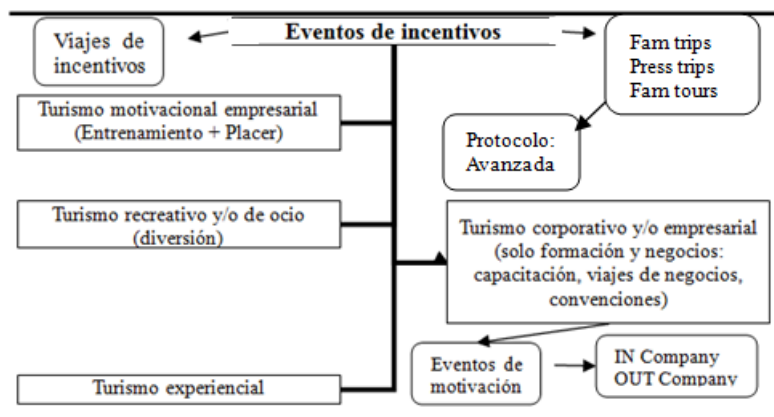 Eventos de incentivos
Viajes de
incentivos
Fam trips
Press trips
Fam tours
Turismo motivacional empresarial
(Entrenamiento + Placer)
Protocolo:
Avanzada
Turismo recreativo y/o de ocio
(diversión)
Turismo corporativo y/o empresarial
(solo formación y negocios:
capacitación, viajes de negocios,
convenciones)
Eventos de
motivación
IN Company
OUT Company
Turismo experiencial